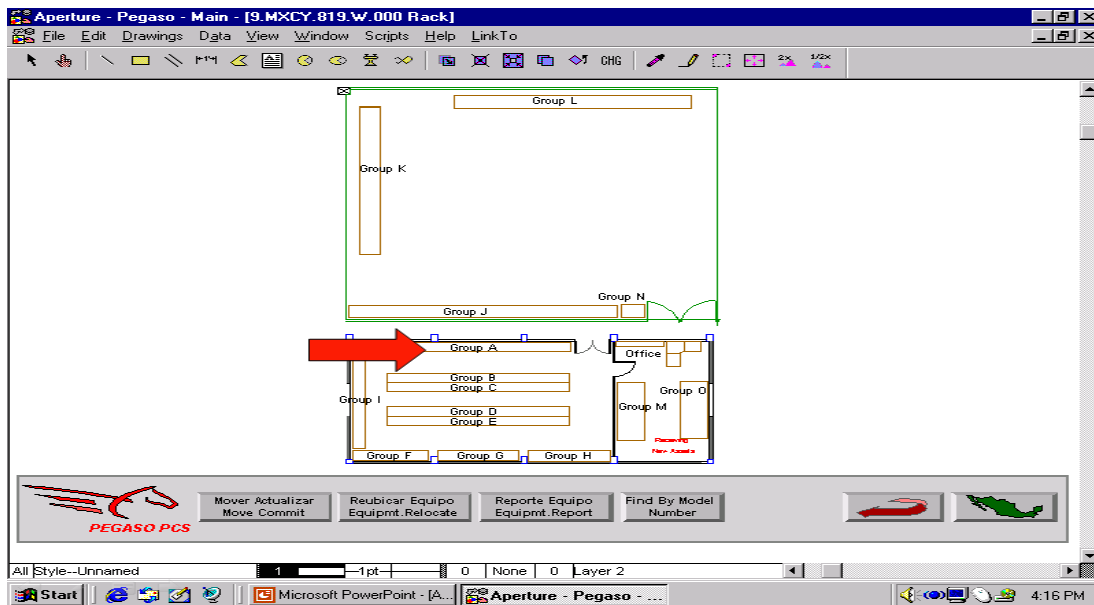 Aperture - Pegaso - Main - [9.MXCY.819.W.000 Rack]
File Edit Drawings Data View Window Scripts Help LinkTo
CHG 2X 1/2X
Group L
Group K
Group N
Group J
Group A
Office
Group B
Group C
Group O
Group I
Group M
Group D
Group E
Receiving
New Assets
Group F Group G Group H
Mover Actualizar
Move Commit
Reubicar Equipo
Equipmt.Relocate
Reporte Equipo
Equipmt.Report
Find By Model
Number
PEGASO PCS
All Style--Unnamed 1 1pt 0 None 0 Layer 2
Start Microsoft PowerPoint - [A... Aperture - Pegaso - ... 4:16 PM